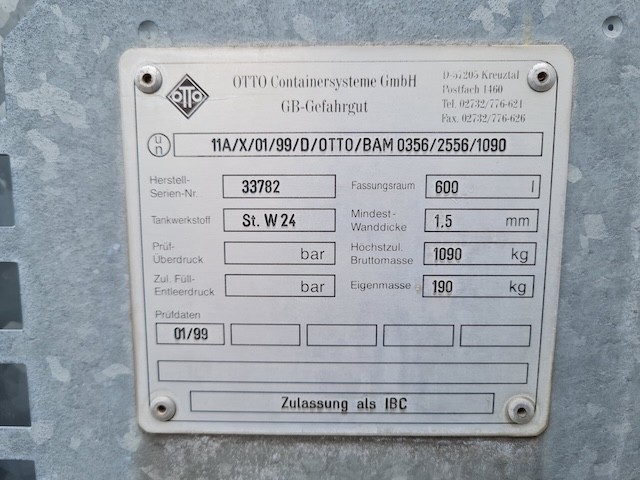 OTTO
OTTO Containersysteme GmbH
GB-Gefahrgut
D-57205 Kreuztal
Postfach 1460
Tel. 02732/776-621
Fax. 02732/776-626
un 11A/X/01/99/D/OTTO/BAM 0356/2556/1090
Herstell-Serien-Nr. 33782 Fassungsraum 600 l
Tankwerkstoff St. W 24 Mindest-Wanddicke 1,5 mm
Prüf-Überdruck bar Höchstzul. Bruttomasse 1090 kg
Zul. Füll-Entleerdruck bar Eigenmasse 190 kg
Prüfdaten
01/99
Zulassung als IBC